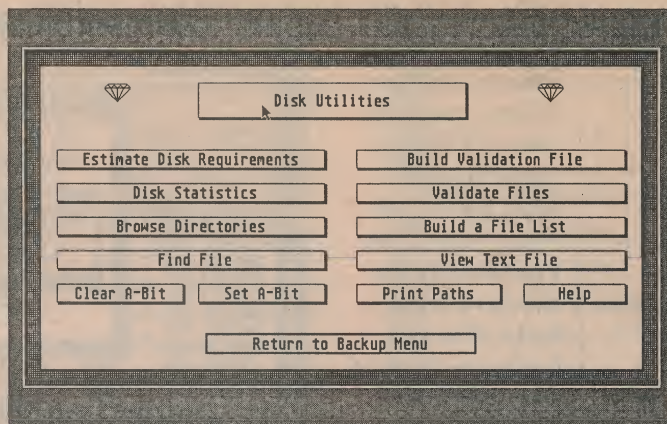 Disk Utilities
Estimate Disk Requirements
Build Validation File
Disk Statistics
Validate Files
Browse Directories
Build a File List
Find File
View Text File
Clear A-Bit
Set A-Bit
Print Paths
Help
Return to Backup Menu